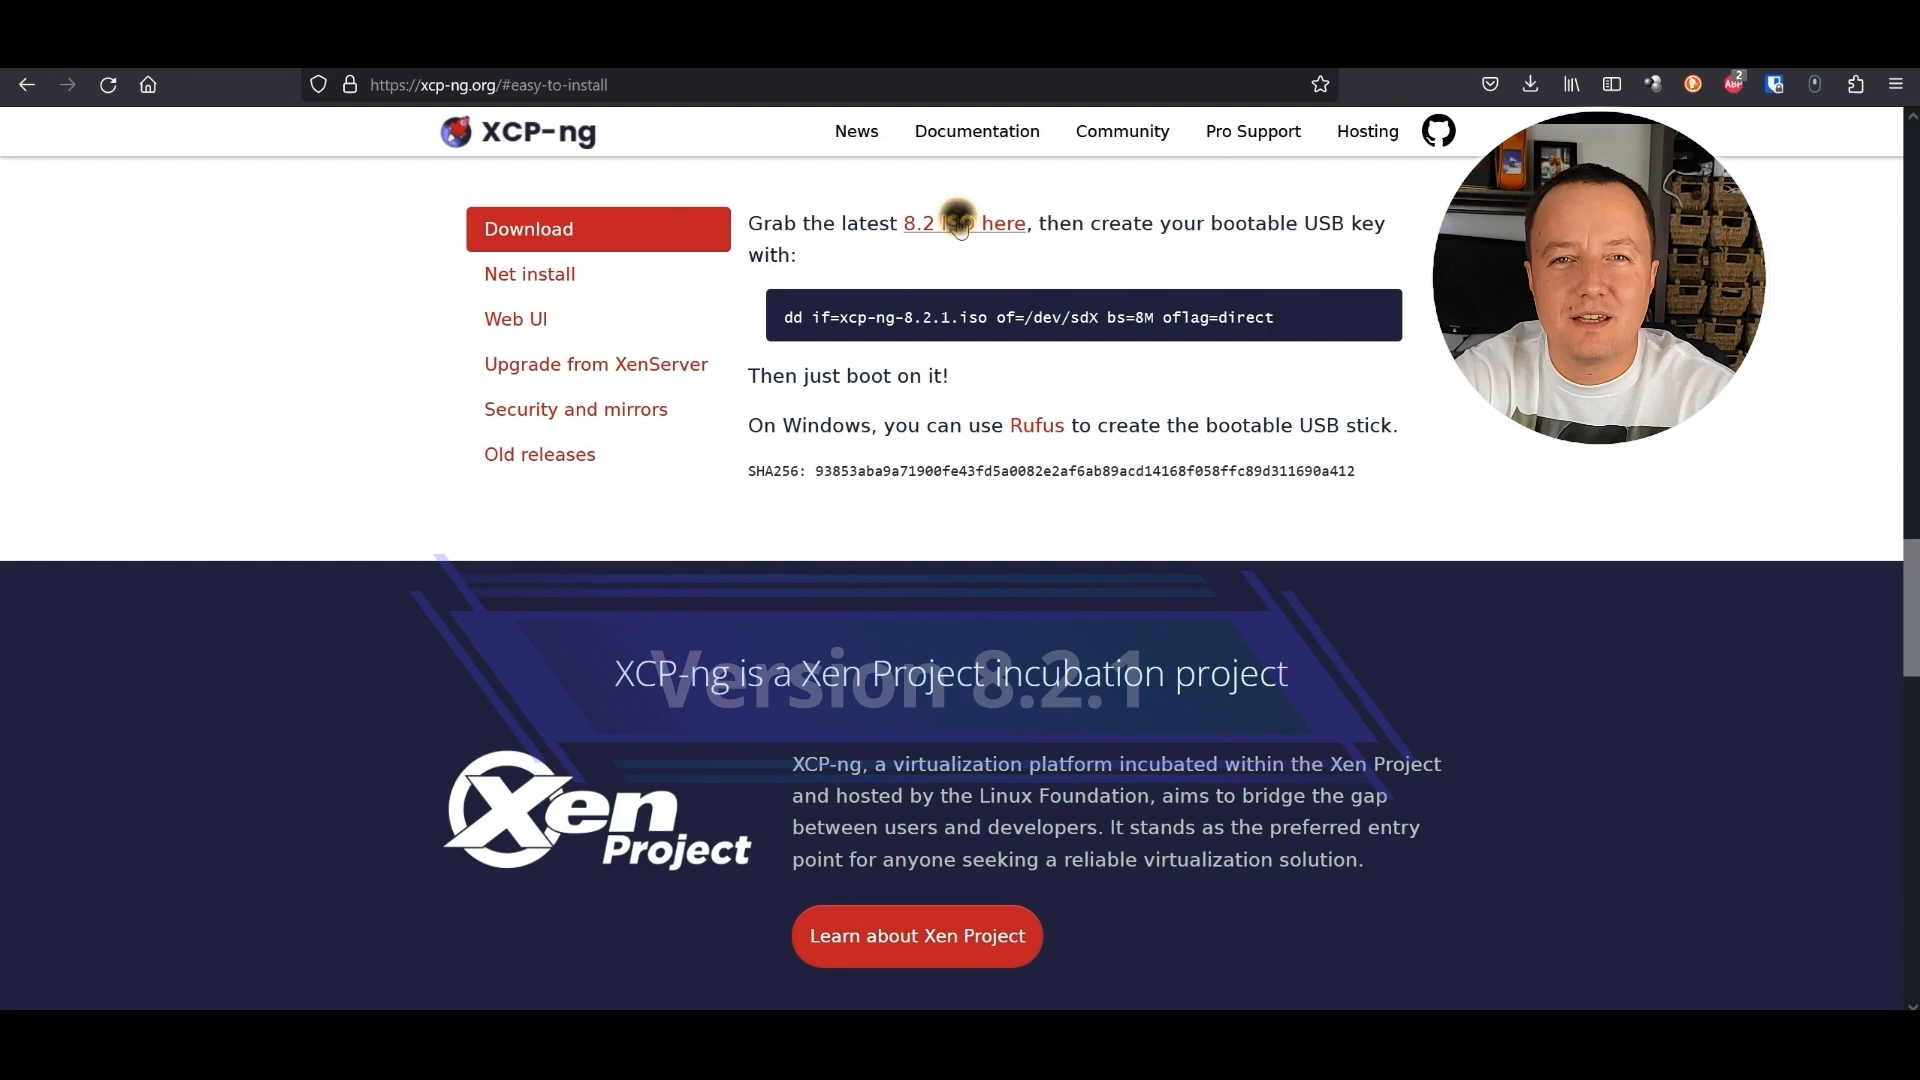 https://xcp-ng.org/#easy-to-install
2
ABP
XCP-ng
News
Documentation
Community
Pro Support
Hosting
Download
Net install
Web UI
Upgrade from XenServer
Security and mirrors
Old releases
Grab the latest 8.2 ISO here, then create your bootable USB key
with:
dd if=xcp-ng-8.2.1.iso of=/dev/sdX bs=8M oflag=direct
Then just boot on it!
On Windows, you can use Rufus to create the bootable USB stick.
SHA256: 93853aba9a71900fe43fd5a0082e2af6ab89acd14168f058ffc89d311690a412
XCP-ng is a Xen Project incubation project
Version 8.2.1
Xen
Project
XCP-ng, a virtualization platform incubated within the Xen Project
and hosted by the Linux Foundation, aims to bridge the gap
between users and developers. It stands as the preferred entry
point for anyone seeking a reliable virtualization solution.
Learn about Xen Project